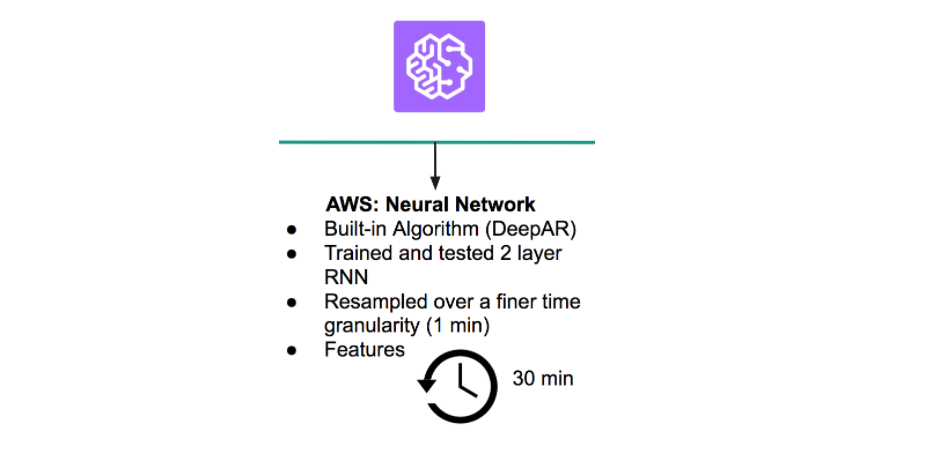 AWS: Neural Network
● Built-in Algorithm (DeepAR)
● Trained and tested 2 layer
RNN
● Resampled over a finer time
granularity (1 min)
● Features
30 min